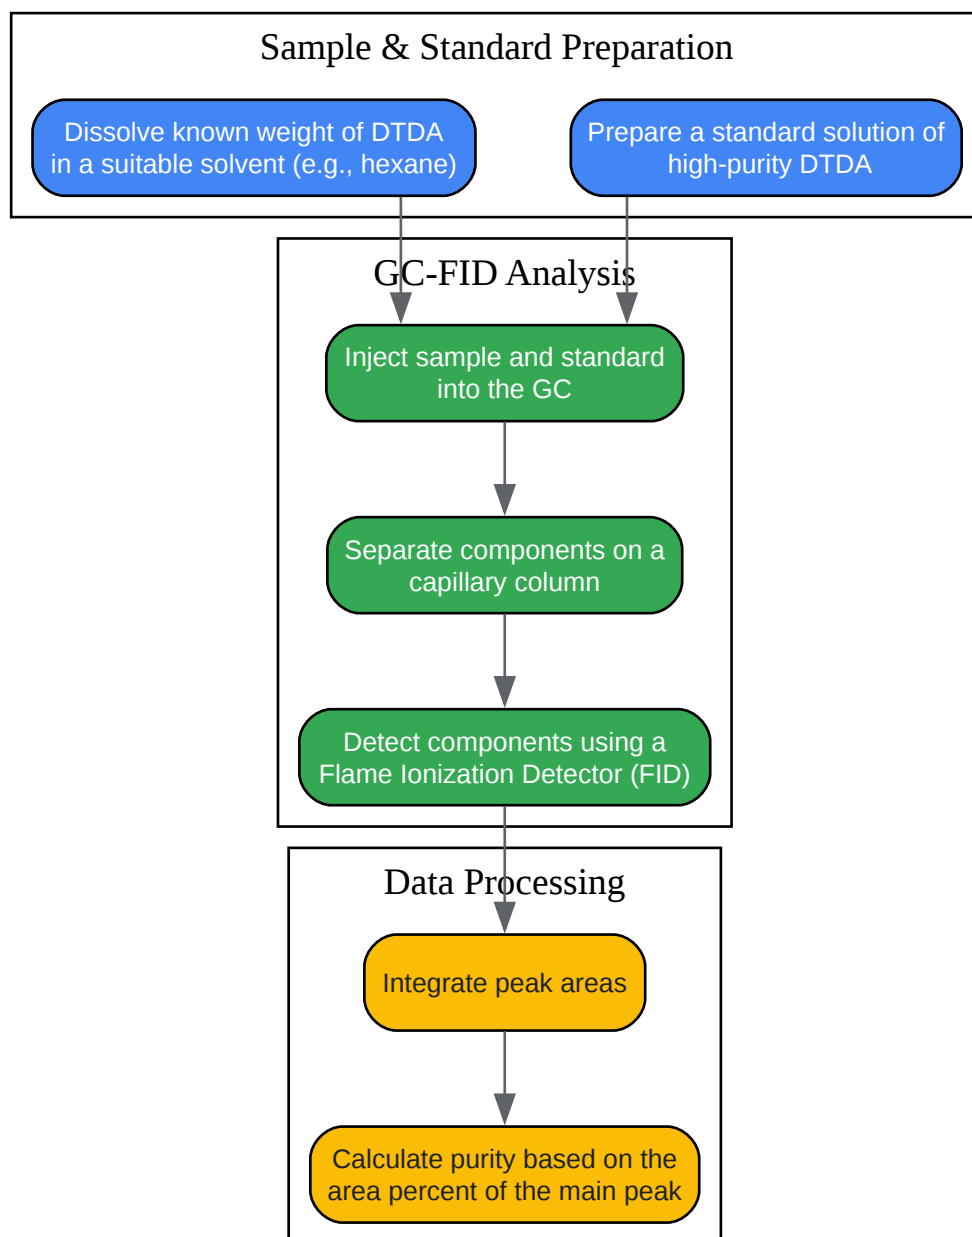 Sample & Standard Preparation
Dissolve known weight of DTDA
in a suitable solvent (e.g., hexane)
Prepare a standard solution of
high-purity DTDA
GC-FID Analysis
Inject sample and standard
into the GC
Separate components on a
capillary column
Detect components using a
Flame Ionization Detector (FID)
Data Processing
Integrate peak areas
Calculate purity based on the
area percent of the main peak